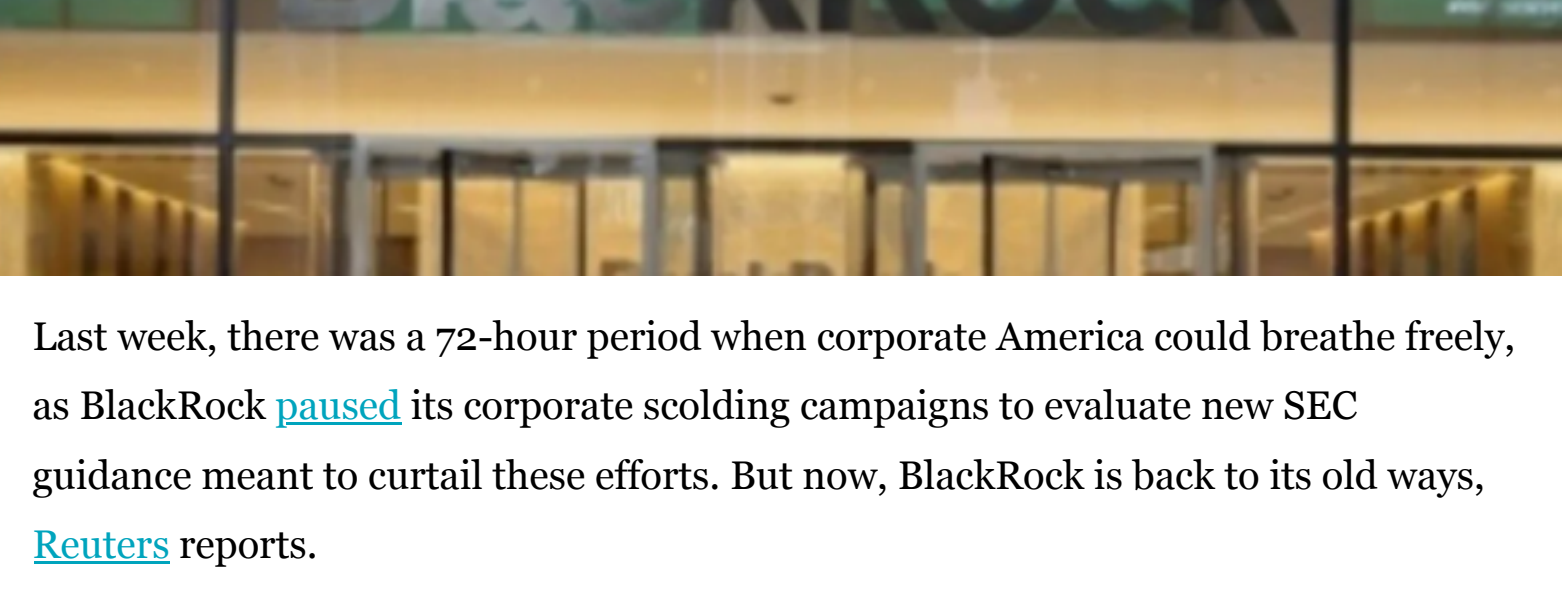 BLACKROCK
Last week, there was a 72-hour period when corporate America could breathe freely,
as BlackRock paused its corporate scolding campaigns to evaluate new SEC
guidance meant to curtail these efforts. But now, BlackRock is back to its old ways,
Reuters reports.